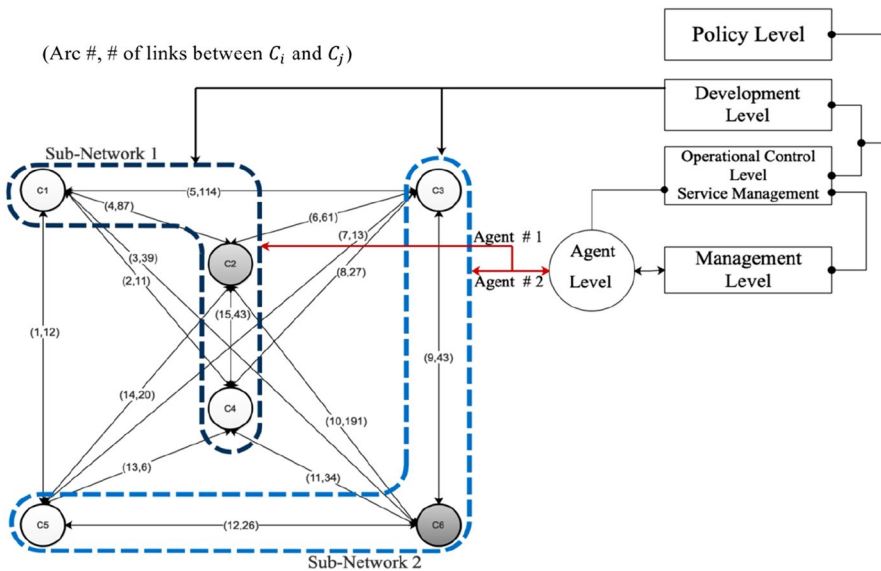 Policy Level
(Arc #, # of links between Cᵢ and Cⱼ)
Development
Level
Sub-Network 1
Operational Control
Level
Service Management
C1
(5,114)
C3
(4,87)
(6,61)
(7,13)
Agent # 1
(3,39)
C2
(8,27)
Agent
Level
Management
Level
(2,11)
Agent # 2
(15,43)
(1,12)
(9,43)
(14,20)
C4
(10,191)
(13,6)
(11,34)
C5
(12,26)
C6
Sub-Network 2